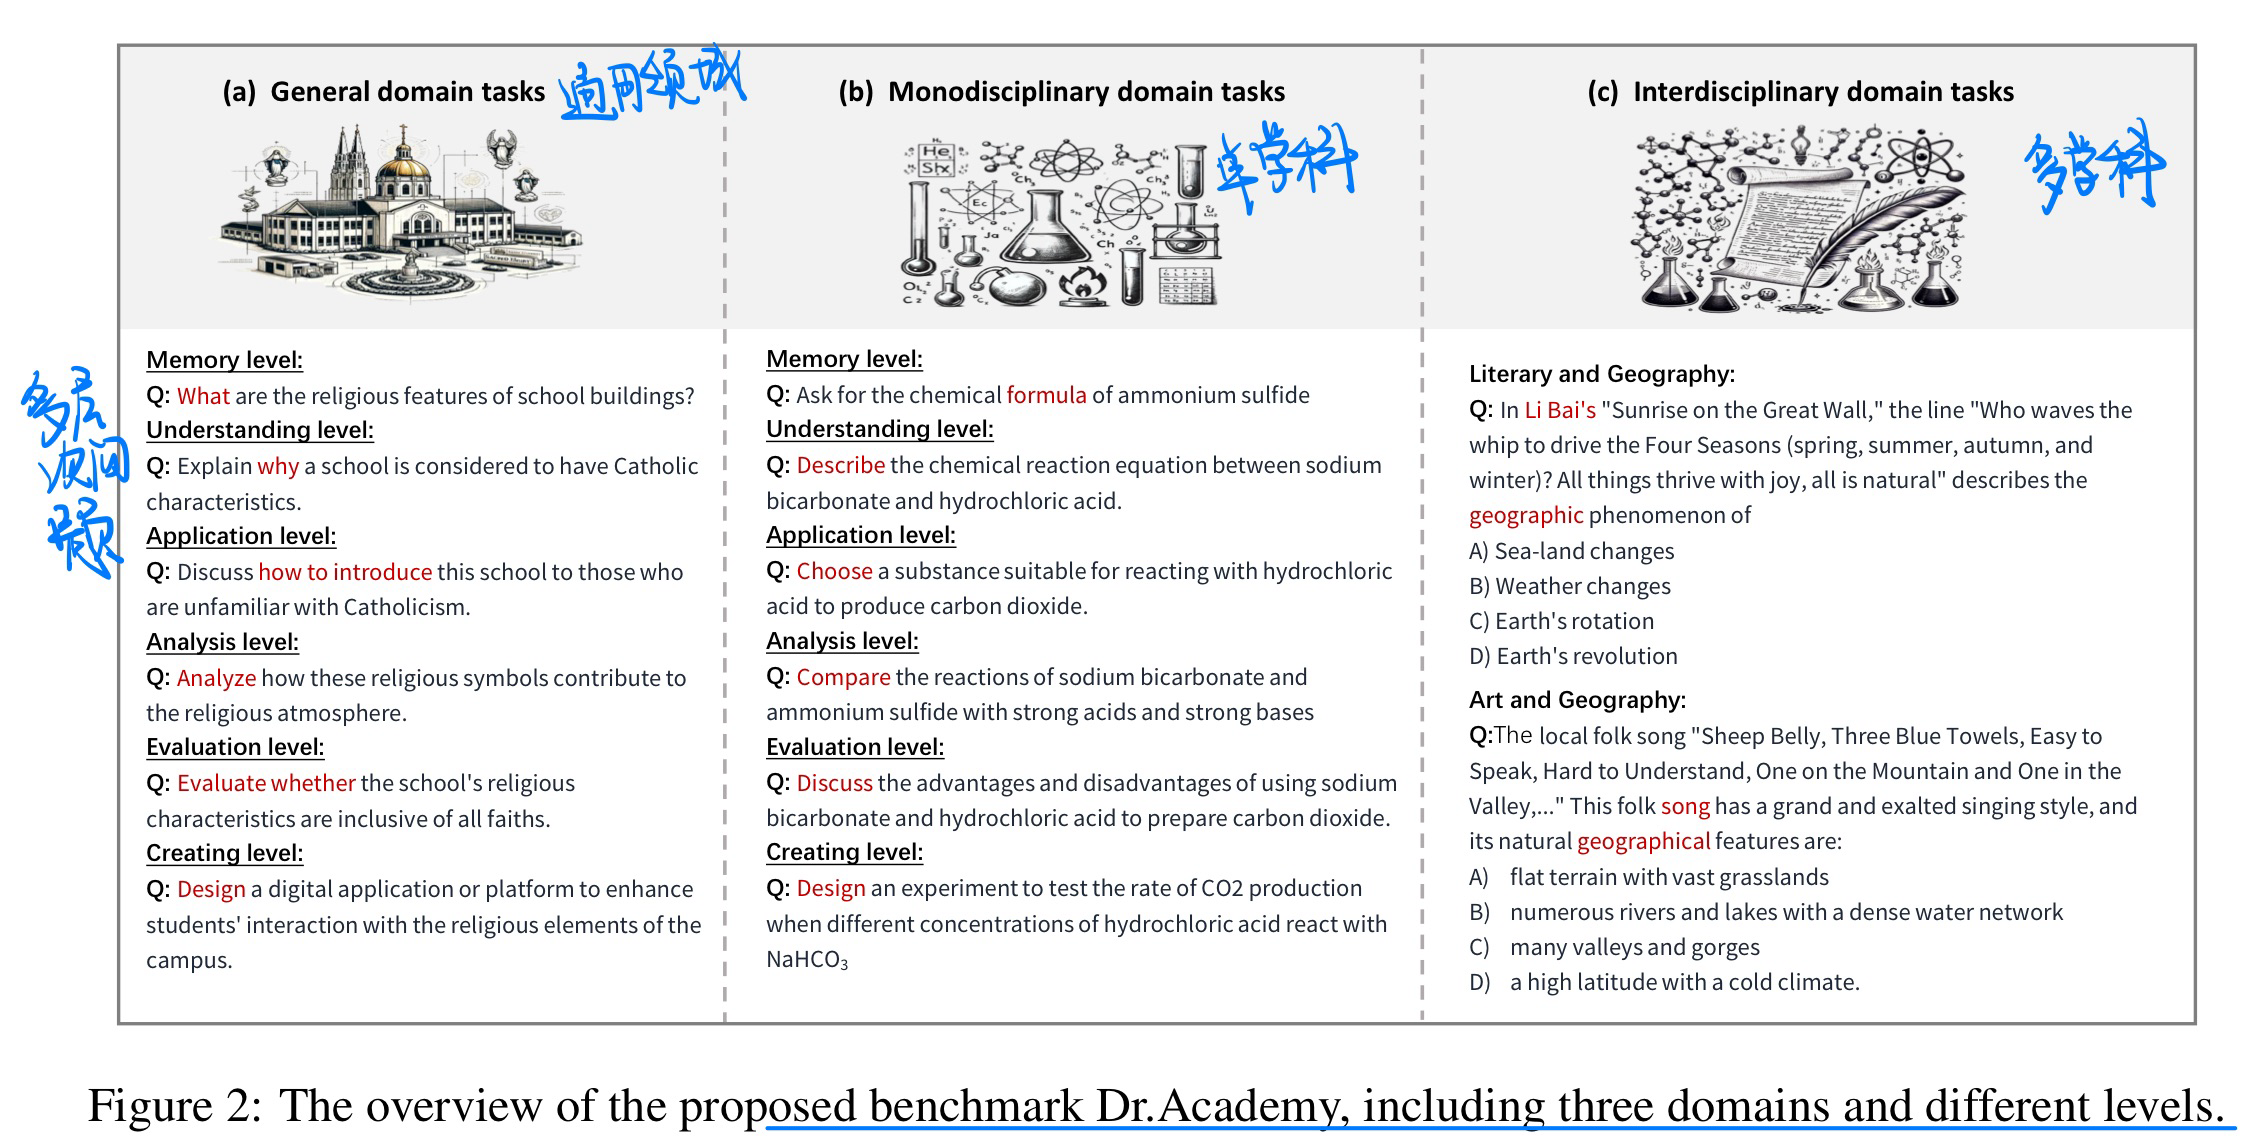 (a) General domain tasks
通用领域
Memory level:
Q: What are the religious features of school buildings?
Understanding level:
Q: Explain why a school is considered to have Catholic
characteristics.
Application level:
Q: Discuss how to introduce this school to those who
are unfamiliar with Catholicism.
Analysis level:
Q: Analyze how these religious symbols contribute to
the religious atmosphere.
Evaluation level:
Q: Evaluate whether the school's religious
characteristics are inclusive of all faiths.
Creating level:
Q: Design a digital application or platform to enhance
students' interaction with the religious elements of the
campus.
多层
次问
题
(b) Monodisciplinary domain tasks
单学科
He
Ch₃
Ec
Ja
Ch
Memory level:
Q: Ask for the chemical formula of ammonium sulfide
Understanding level:
Q: Describe the chemical reaction equation between sodium
bicarbonate and hydrochloric acid.
Application level:
Q: Choose a substance suitable for reacting with hydrochloric
acid to produce carbon dioxide.
Analysis level:
Q: Compare the reactions of sodium bicarbonate and
ammonium sulfide with strong acids and strong bases
Evaluation level:
Q: Discuss the advantages and disadvantages of using sodium
bicarbonate and hydrochloric acid to prepare carbon dioxide.
Creating level:
Q: Design an experiment to test the rate of CO2 production
when different concentrations of hydrochloric acid react with
NaHCO₃
(c) Interdisciplinary domain tasks
多学科
Literary and Geography:
Q: In Li Bai's "Sunrise on the Great Wall," the line "Who waves the
whip to drive the Four Seasons (spring, summer, autumn, and
winter)? All things thrive with joy, all is natural" describes the
geographic phenomenon of
A) Sea-land changes
B) Weather changes
C) Earth's rotation
D) Earth's revolution
Art and Geography:
Q:The local folk song "Sheep Belly, Three Blue Towels, Easy to
Speak, Hard to Understand, One on the Mountain and One in the
Valley,..." This folk song has a grand and exalted singing style, and
its natural geographical features are:
A) flat terrain with vast grasslands
B) numerous rivers and lakes with a dense water network
C) many valleys and gorges
D) a high latitude with a cold climate.
Figure 2: The overview of the proposed benchmark Dr.Academy, including three domains and different levels.